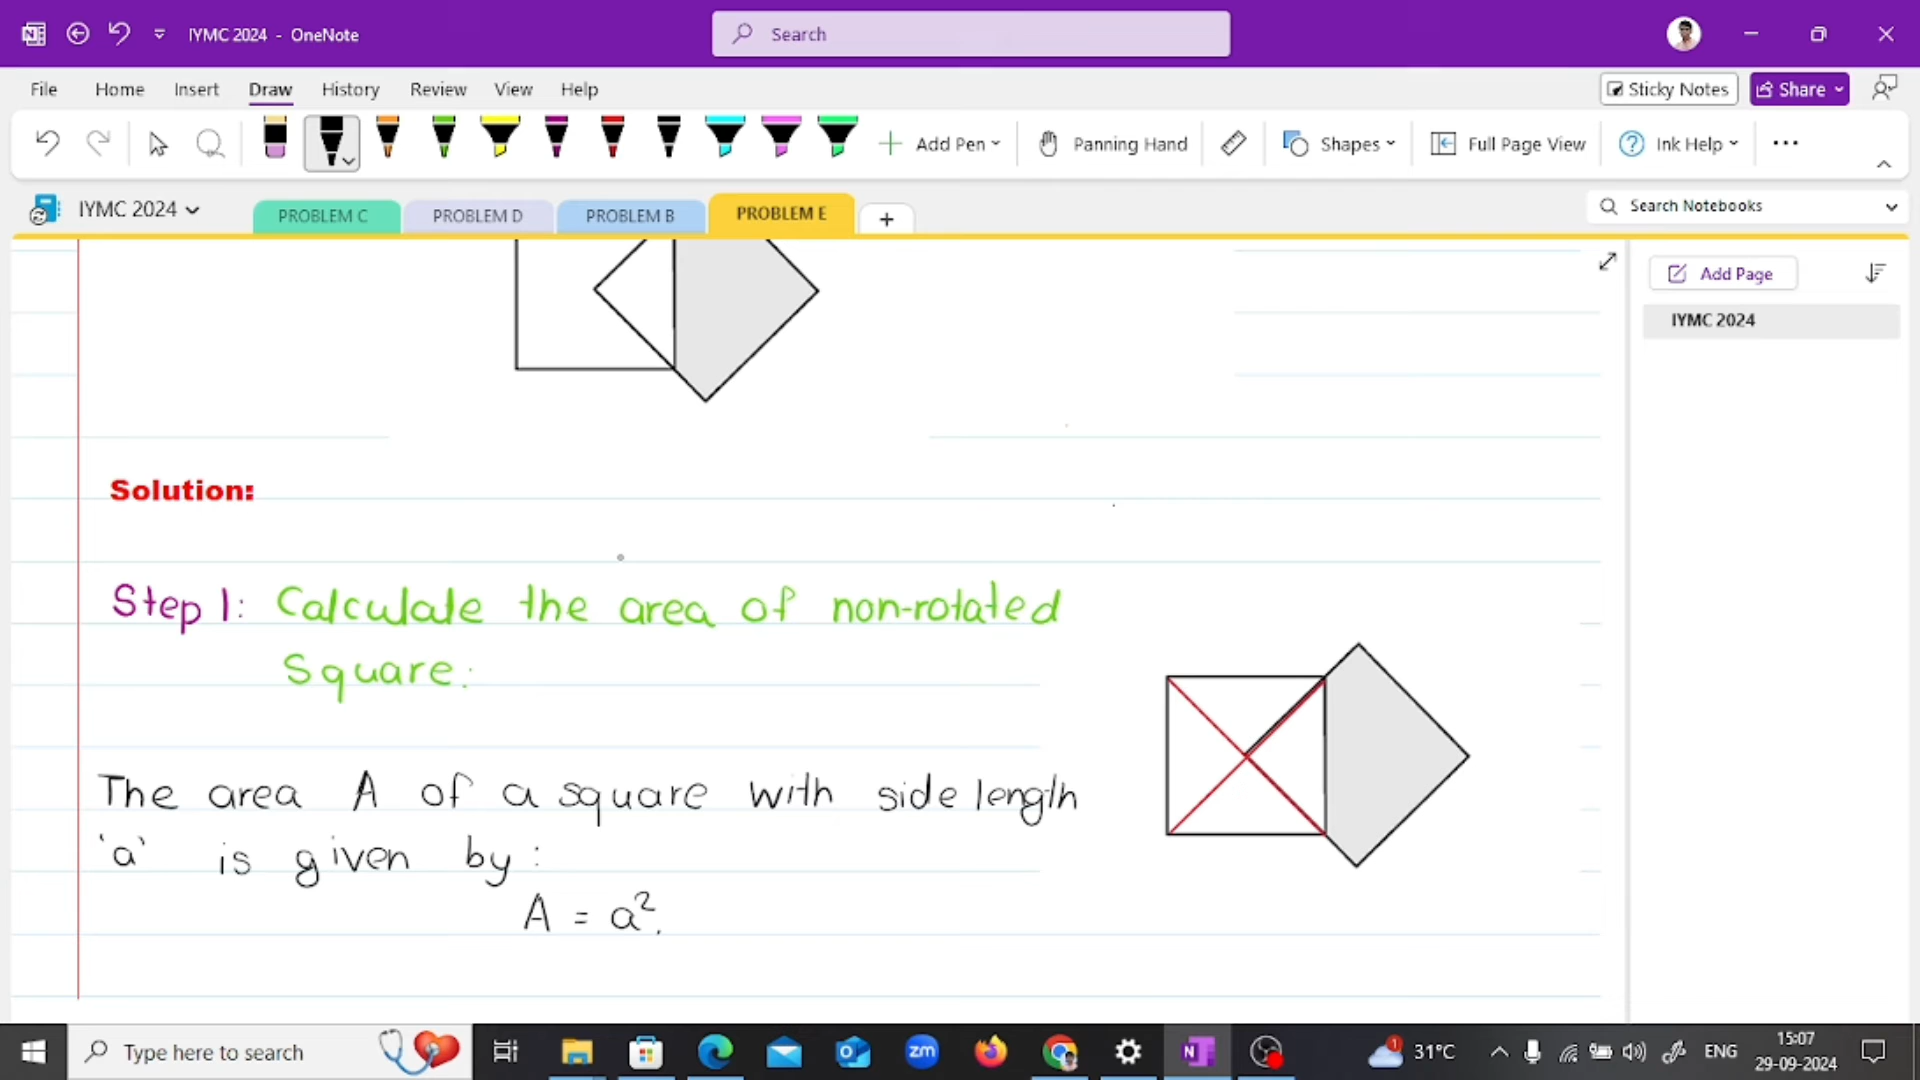 IYMC 2024 - OneNote
Search
File Home Insert Draw History Review View Help
Sticky Notes Share
Add Pen Panning Hand Shapes Full Page View Ink Help
IYMC 2024 PROBLEM C PROBLEM D PROBLEM B PROBLEM E + Search Notebooks
Add Page
IYMC 2024
Solution:
Step 1: Calculate the area of non-rotated
Square:
The area A of a square with side length
'a' is given by:
A = a².
Type here to search
zm
1
31°C
ENG
15:07
29-09-2024